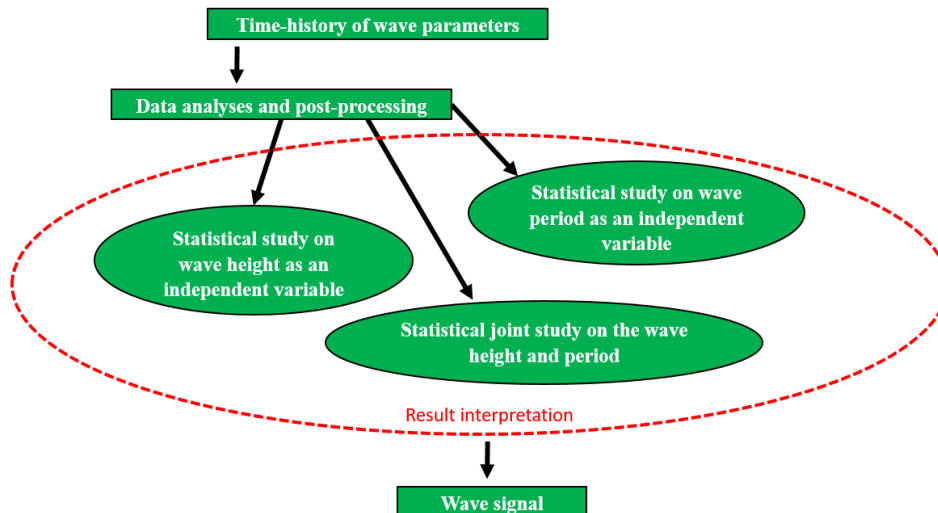 Time-history of wave parameters
Data analyses and post-processing
Statistical study on wave
period as an independent
variable
Statistical study on
wave height as an
independent variable
Statistical joint study on the wave
height and period
Result interpretation
Wave signal